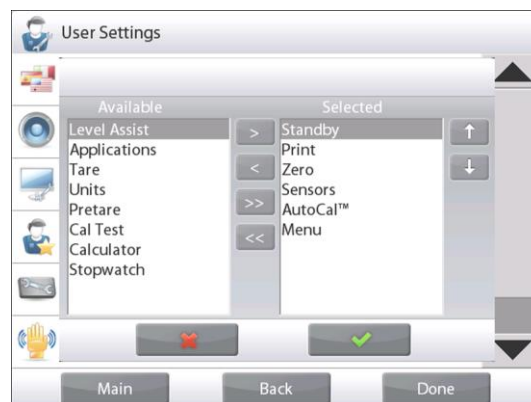 User Settings
Available Selected
Level Assist
Applications
Tare
Units
Pretare
Cal Test
Calculator
Stopwatch
>
<
>>
<<
Standby
Print
Zero
Sensors
AutoCal™
Menu
↑
↓
Main Back Done